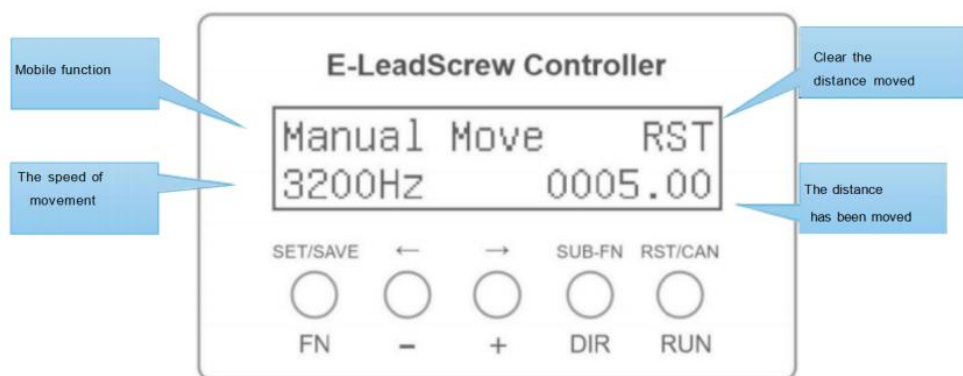 E-LeadScrew Controller
Mobile function
Clear the
distance moved
Manual Move RST
3200Hz 0005.00
The speed of
movement
The distance
has been moved
SET/SAVE ← → SUB-FN RST/CAN
FN - + DIR RUN